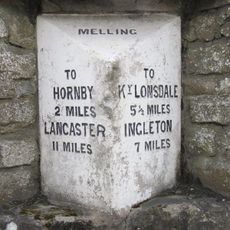 MELLING
TO
HORNBY
2 MILES
LANCASTER
11 MILES
TO
KY LONSDALE
5½ MILES
INGLETON
7 MILES